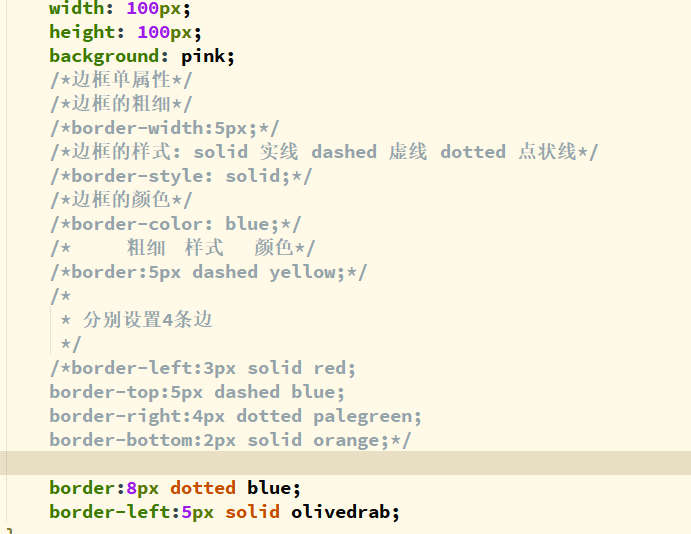 width: 100px;
height: 100px;
background: pink;
/*边框单属性*/
/*边框的粗细*/
/*border-width:5px;*/
/*边框的样式: solid 实线 dashed 虚线 dotted 点状线*/
/*border-style: solid;*/
/*边框的颜色*/
/*border-color: blue;*/
/* 粗细 样式 颜色*/
/*border:5px dashed yellow;*/
/*
* 分别设置4条边
*/
/*border-left:3px solid red;
border-top:5px dashed blue;
border-right:4px dotted palegreen;
border-bottom:2px solid orange;*/
border:8px dotted blue;
border-left:5px solid olivedrab;
}